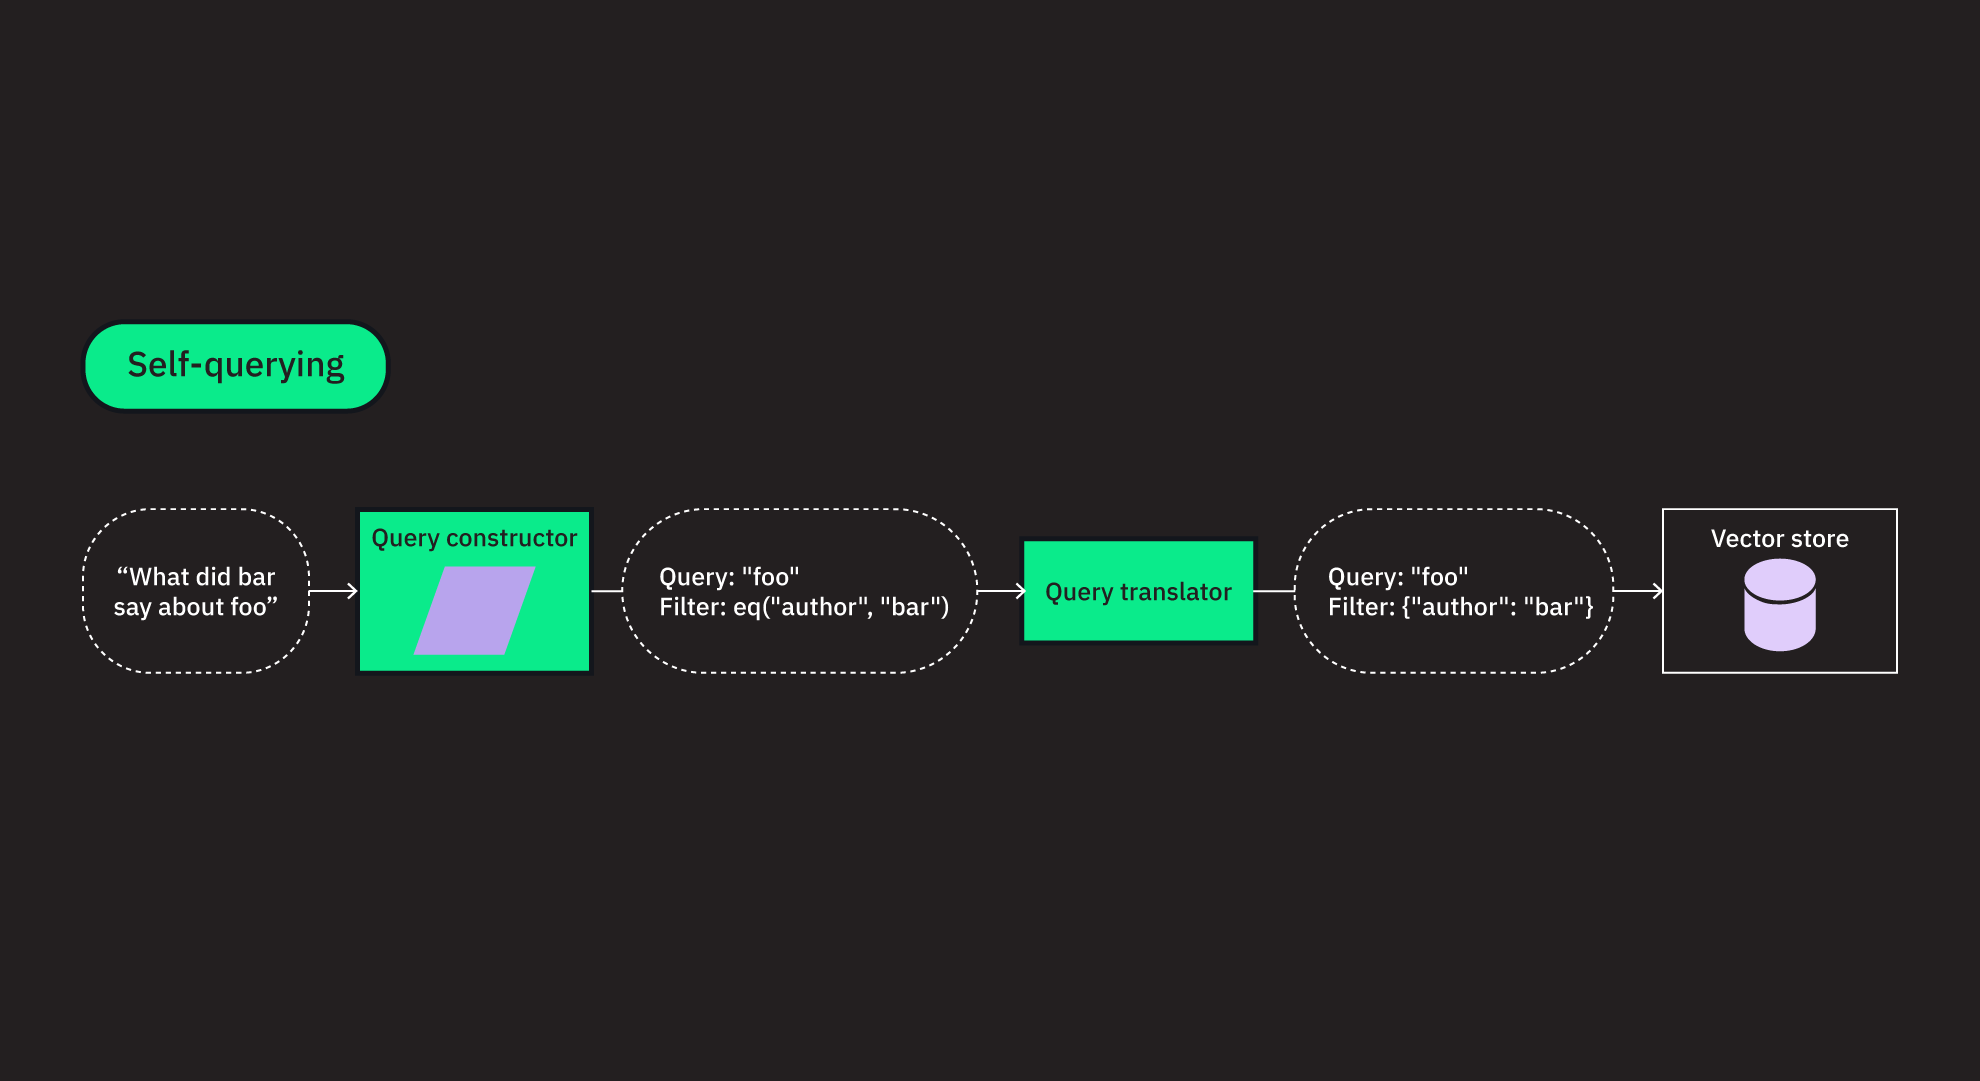 Self-querying
“What did bar
say about foo”
Query constructor
Query: "foo"
Filter: eq("author", "bar")
Query translator
Query: "foo"
Filter: {"author": "bar"}
Vector store